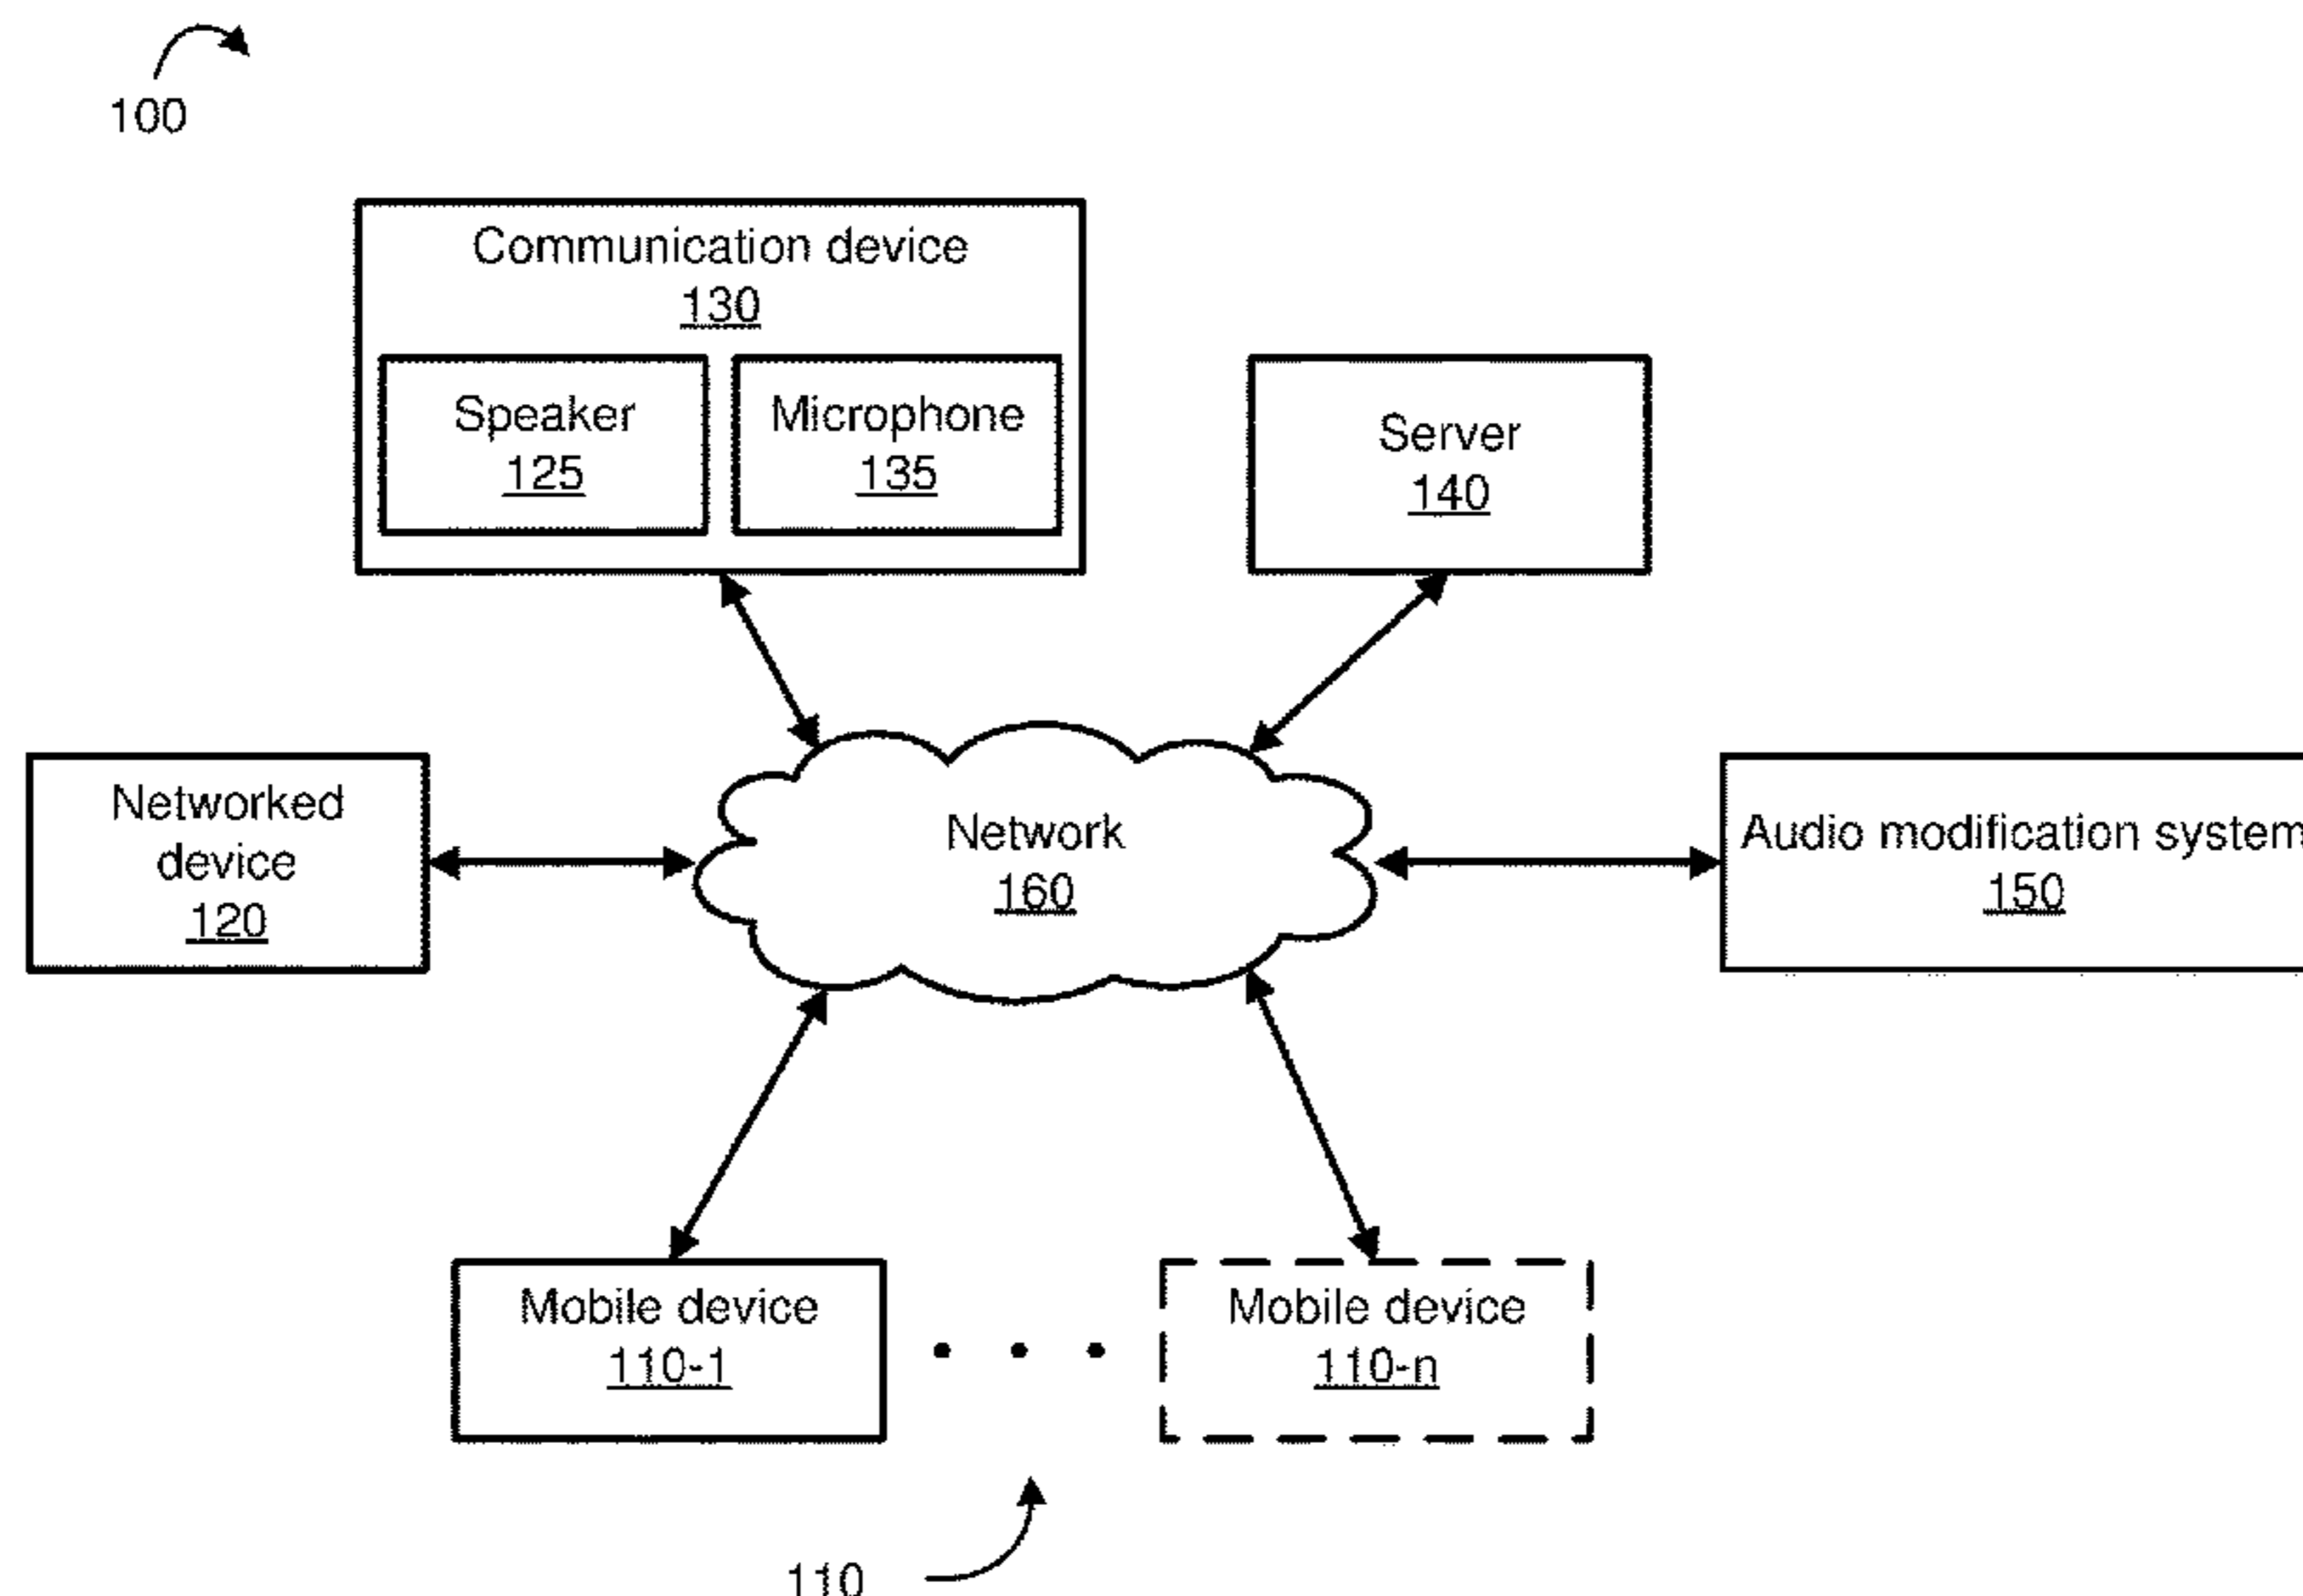 100
Communication device
130
Speaker
125
Microphone
135
Server
140
Networked
device
120
Network
160
Audio modification system
150
Mobile device
110-1
Mobile device
110-n
110